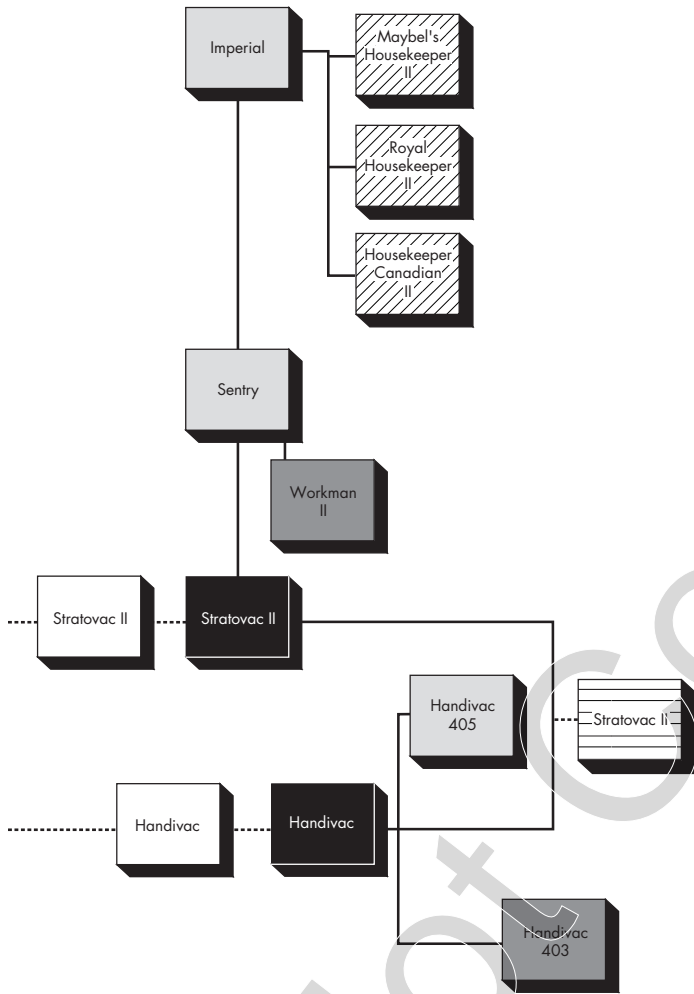 Imperial
Maybel's
Housekeeper
II
Royal
Housekeeper
II
Housekeeper
Canadian
II
Sentry
Workman
II
Stratovac II
Stratovac II
Handivac
405
Stratovac II
Handivac
Handivac
Handivac
403